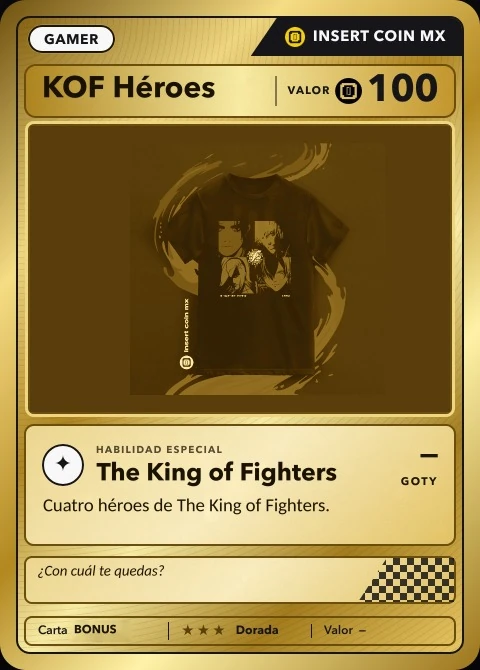 GAMER
INSERT COIN MX
KOF Héroes
VALOR 100
insert coin mx
HABILIDAD ESPECIAL
The King of Fighters
—
GOTY
Cuatro héroes de The King of Fighters.
¿Con cuál te quedas?
Carta BONUS
★ ★ ★ Dorada
Valor —